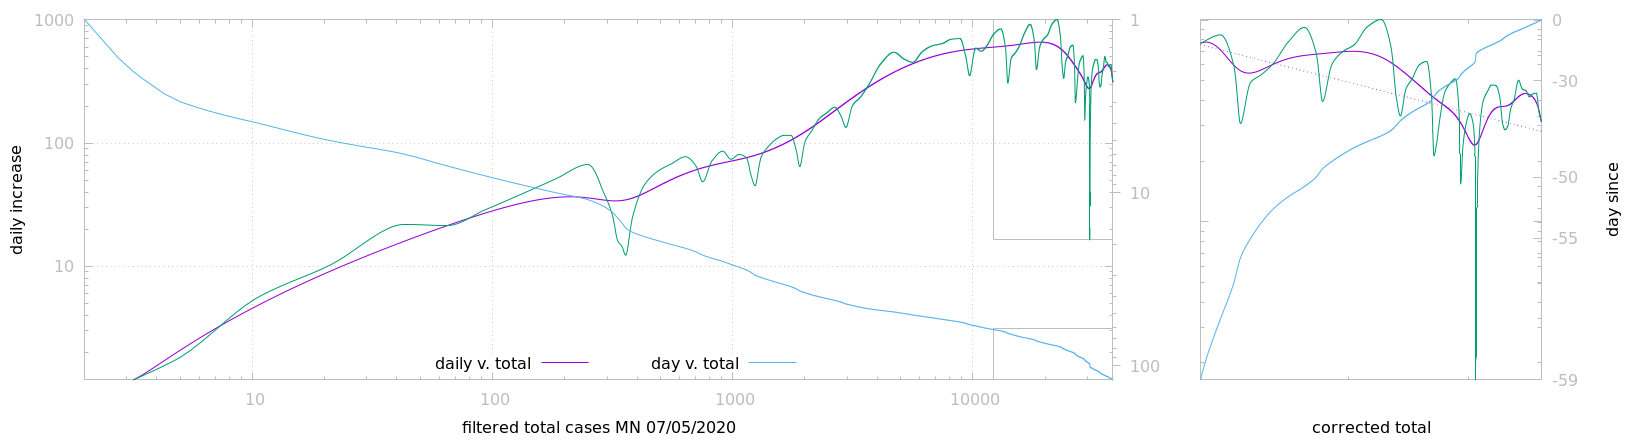 1000
100
10
daily increase
10
100
1000
10000
filtered total cases MN 07/05/2020
daily v. total
day v. total
1
10
100
-0
-30
-50
-55
-59
day since
corrected total